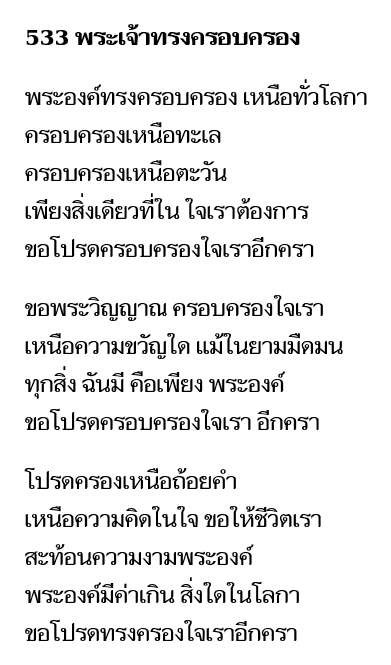 533 พระเจ้าทรงครอบครอง
พระองค์ทรงครอบครอง เหนือทั่วโลกา
ครอบครองเหนือทะเล
ครอบครองเหนือตะวัน
เพียงสิ่งเดียวที่ใน ใจเราต้องการ
ขอโปรดครอบครองใจเราอีกครา
ขอพระวิญญาณ ครอบครองใจเรา
เหนือความขวัญใด แม้ในยามมืดมน
ทุกสิ่ง ฉันมี คือเพียง พระองค์
ขอโปรดครอบครองใจเรา อีกครา
โปรดครองเหนือถ้อยคำ
เหนือความคิดในใจ ขอให้ชีวิตเรา
สะท้อนความงามพระองค์
พระองค์มีค่าเกิน สิ่งใดในโลกา
ขอโปรดทรงครองใจเราอีกครา